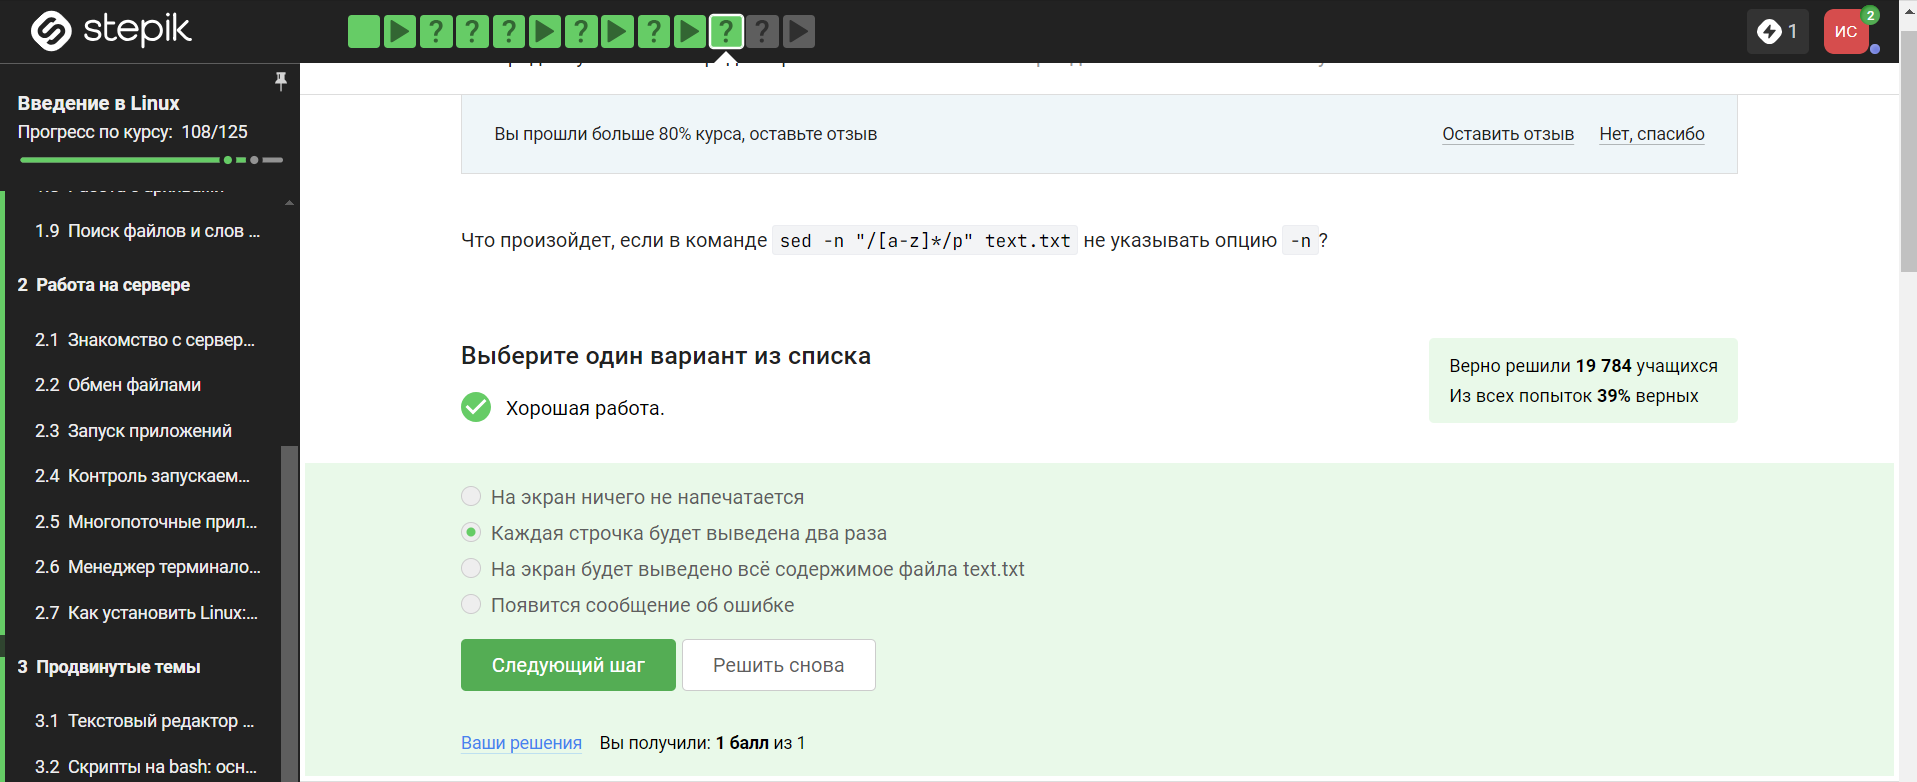 stepik
? ? ? ? ? ? ?
1
ИС
2
Введение в Linux
Прогресс по курсу: 108/125
1.9 Поиск файлов и слов ...
2 Работа на сервере
2.1 Знакомство с сервер...
2.2 Обмен файлами
2.3 Запуск приложений
2.4 Контроль запускаем...
2.5 Многопоточные прил...
2.6 Менеджер терминало...
2.7 Как установить Linux:...
3 Продвинутые темы
3.1 Текстовый редактор ...
3.2 Скрипты на bash: осн...
Вы прошли больше 80% курса, оставьте отзыв
Оставить отзыв
Нет, спасибо
Что произойдет, если в команде sed -n "/[a-z]*/p" text.txt не указывать опцию -n?
Выберите один вариант из списка
Хорошая работа.
Верно решили 19 784 учащихся
Из всех попыток 39% верных
На экран ничего не напечатается
Каждая строчка будет выведена два раза
На экран будет выведено всё содержимое файла text.txt
Появится сообщение об ошибке
Следующий шаг
Решить снова
Ваши решения Вы получили: 1 балл из 1